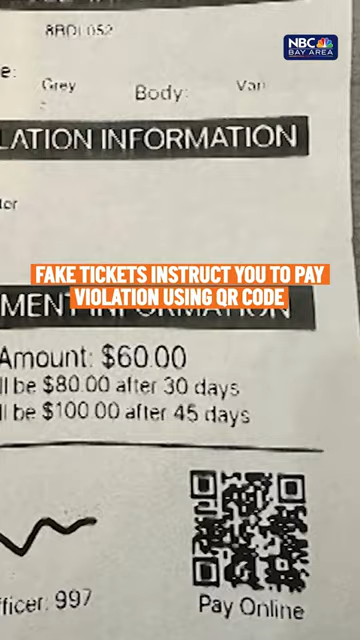 8RDL052
NBC
BAY AREA
e:
Grey
Body:
Van
LATION INFORMATION
FAKE TICKETS INSTRUCT YOU TO PAY
VIOLATION USING QR CODE
MENT INFORMATION
Amount: $60.00
ll be $80.00 after 30 days
ll be $100.00 after 45 days
fficer: 997
Pay Online